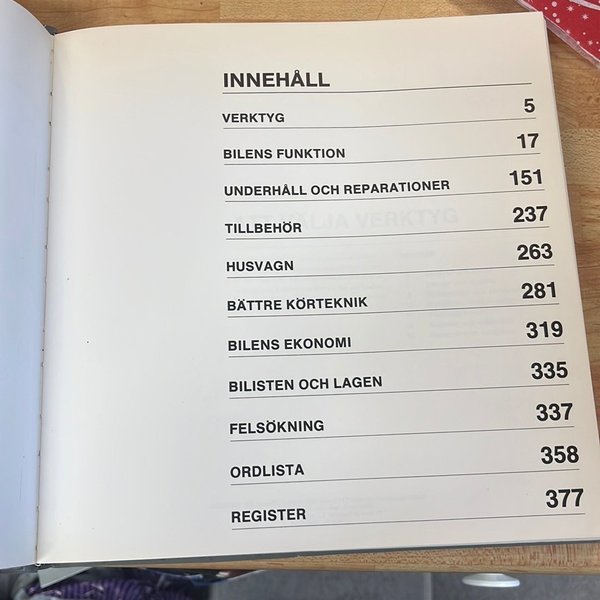 INNEHÅLL
VERKTYG 5
BILENS FUNKTION 17
UNDERHÅLL OCH REPARATIONER 151
TILLBEHÖR 237
HUSVAGN 263
BÄTTRE KÖRTEKNIK 281
BILENS EKONOMI 319
BILISTEN OCH LAGEN 335
FELSÖKNING 337
ORDLISTA 358
REGISTER 377